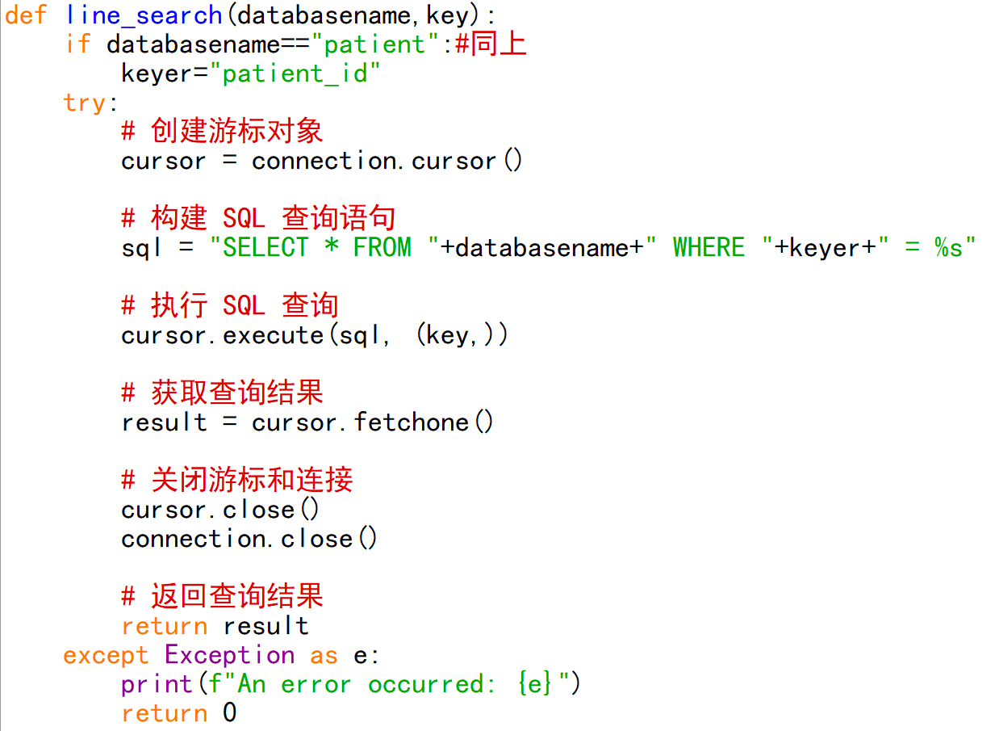 def line_search(databasename,key):
    if databasename=="patient":#同上
        keyer="patient_id"
    try:
        # 创建游标对象
        cursor = connection.cursor()

        # 构建 SQL 查询语句
        sql = "SELECT * FROM "+databasename+" WHERE "+keyer+" = %s"

        # 执行 SQL 查询
        cursor.execute(sql, (key,))

        # 获取查询结果
        result = cursor.fetchone()

        # 关闭游标和连接
        cursor.close()
        connection.close()

        # 返回查询结果
        return result
    except Exception as e:
        print(f"An error occurred: {e}")
        return 0